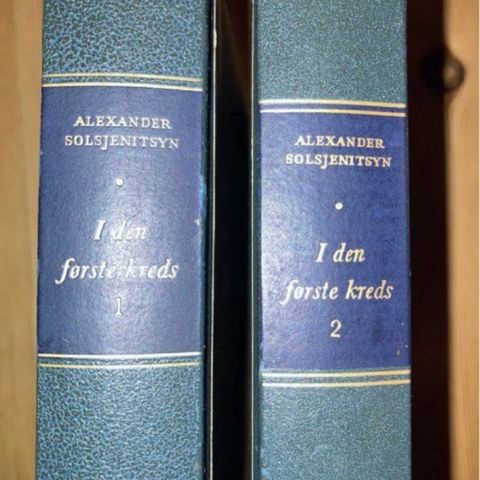 ALEXANDER
SOLSJENITSYN
I den
første kreds
1
ALEXANDER
SOLSJENITSYN
I den
første kreds
2